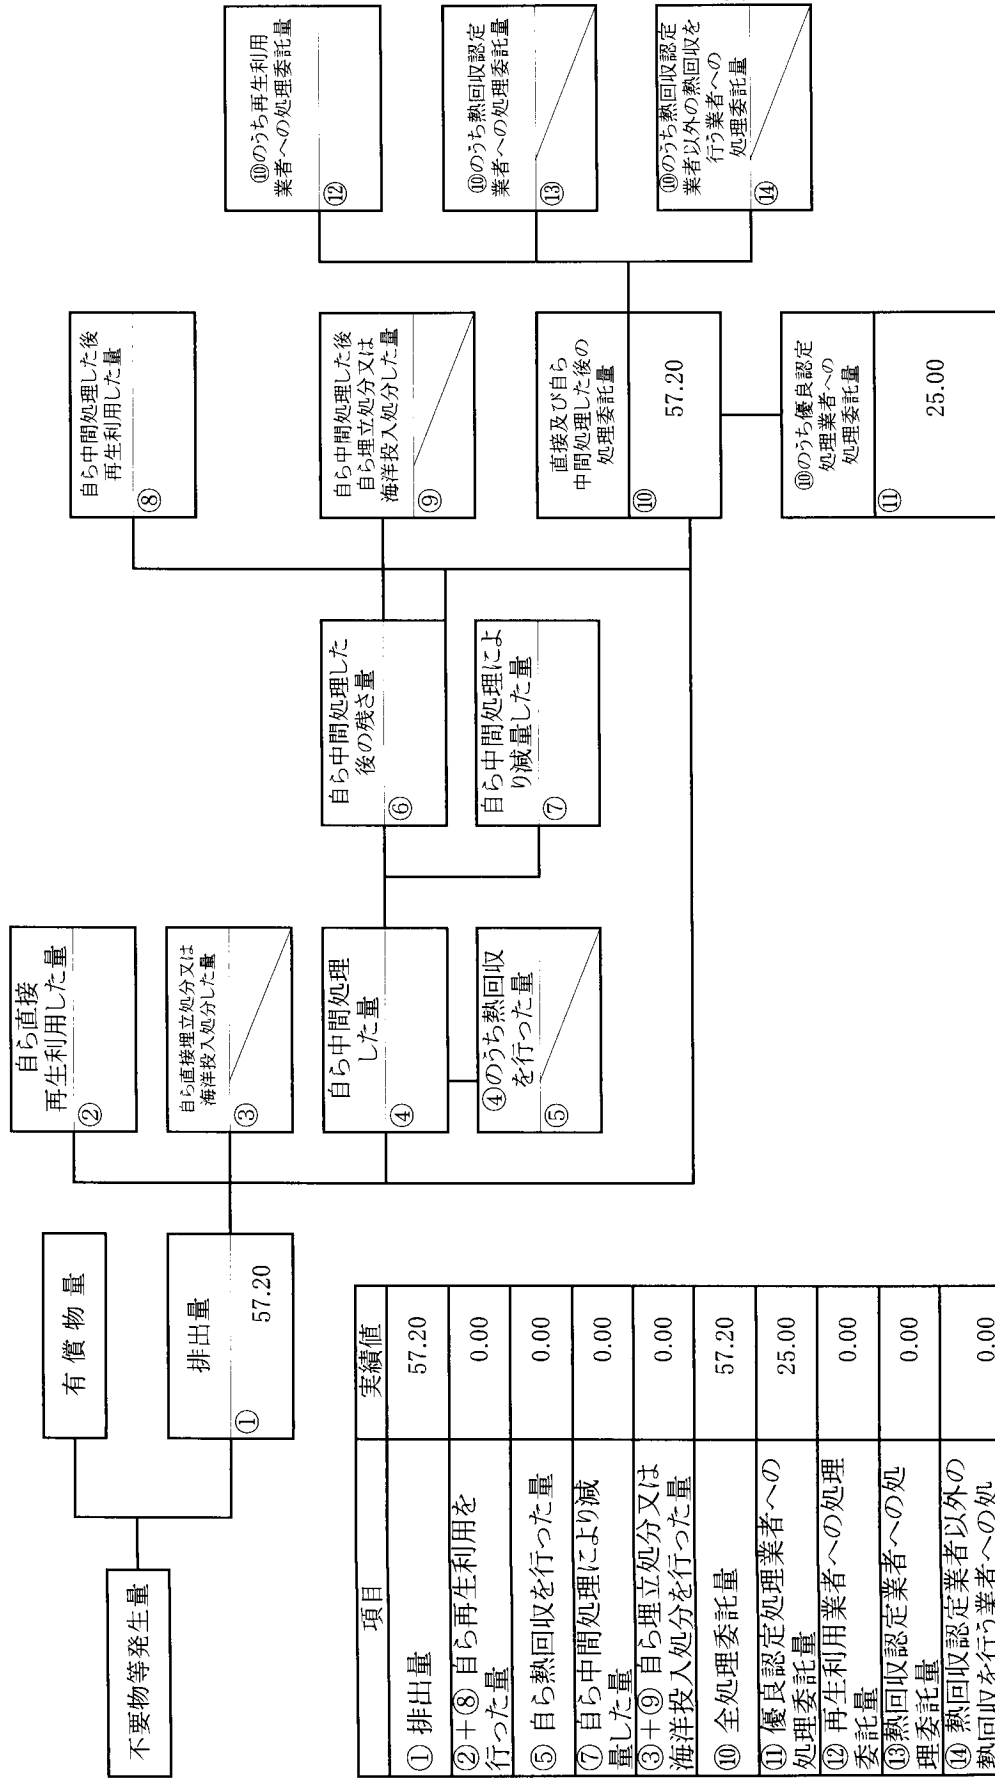 不要物等発生量
有償物量
排出量
①
57.20
自ら直接
再生利用した量
②
自ら直接埋立処分又は
海洋投入処分した量
③
自ら中間処理
した量
④
④のうち熱回収
を行った量
⑤
自ら中間処理した
後の残さ量
⑥
自ら中間処理によ
り減量した量
⑦
自ら中間処理した後
再生利用した量
⑧
自ら中間処理した後
自ら埋立処分又は
海洋投入処分した量
⑨
直接及び自ら
中間処理した後の
処理委託量
⑩
57.20
⑩のうち優良認定
処理業者への
処理委託量
⑪
25.00
⑩のうち再生利用
業者への処理委託量
⑫
⑩のうち熱回収認定
業者への処理委託量
⑬
⑩のうち熱回収認定
業者以外の熱回収を
行う業者への
処理委託量
⑭
項目 実績値
① 排出量 57.20
②+⑧ 自ら再生利用を
行った量 0.00
⑤ 自ら熱回収を行った量 0.00
⑦ 自ら中間処理により減
量した量 0.00
③+⑨ 自ら埋立処分又は
海洋投入処分を行った量 0.00
⑩ 全処理委託量 57.20
⑪ 優良認定処理業者への
処理委託量 25.00
⑫ 再生利用業者への処理
委託量 0.00
⑬熱回収認定業者への処
理委託量 0.00
⑭ 熱回収認定業者以外の
熱回収を行う業者への処 0.00